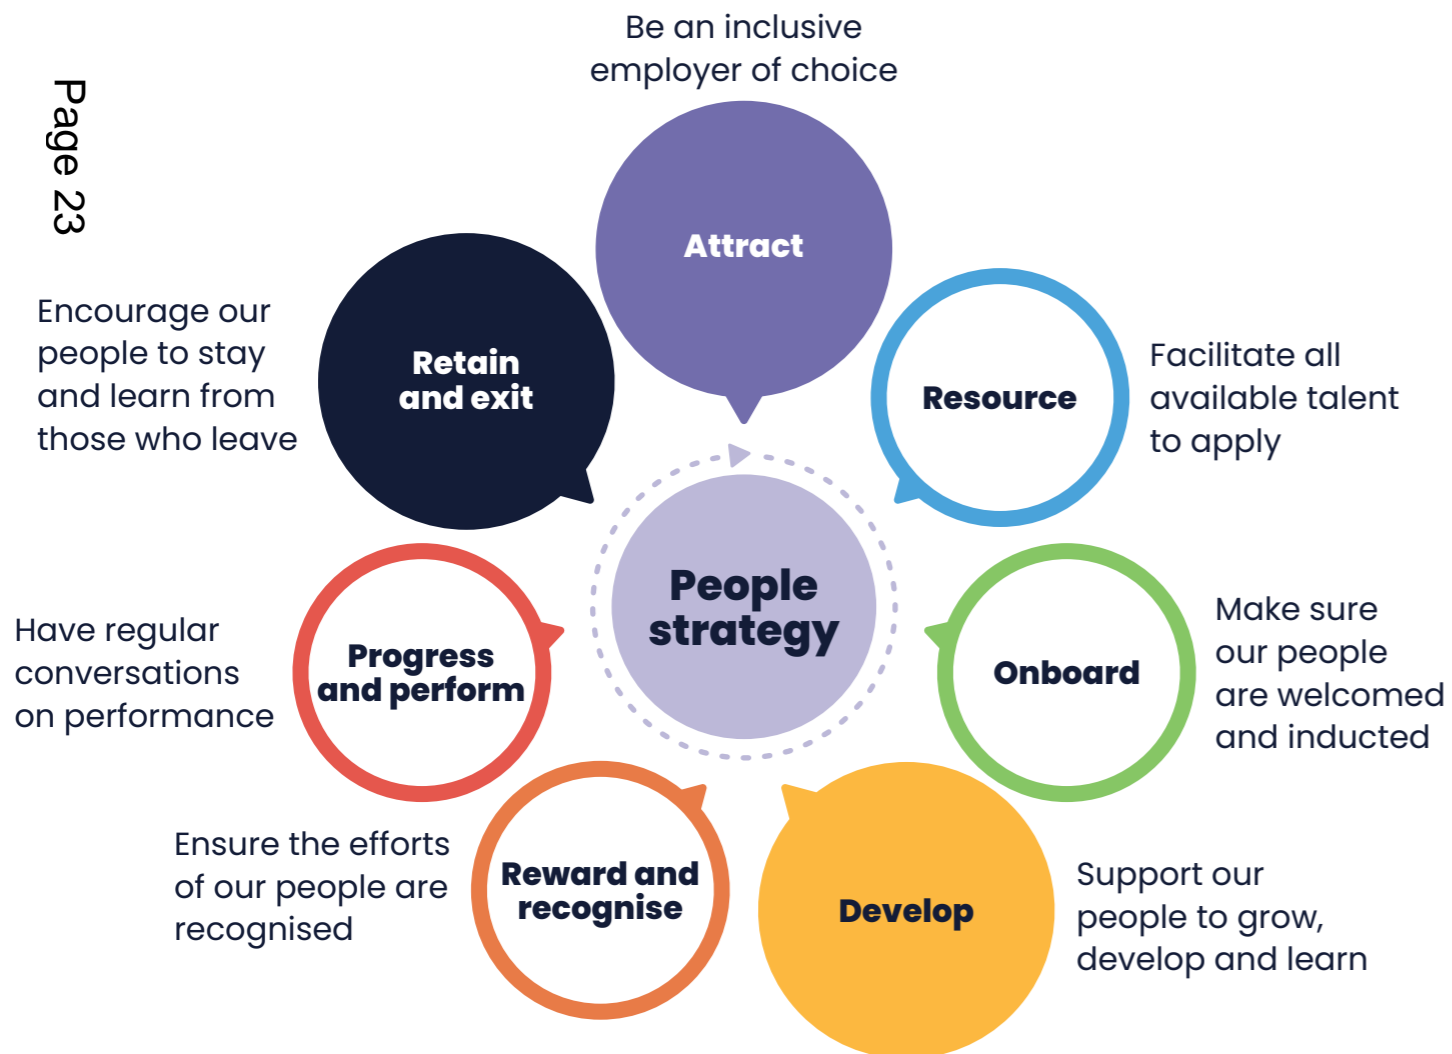 Page 23
Be an inclusive
employer of choice
Attract
Resource
Facilitate all
available talent
to apply
Onboard
Make sure
our people
are welcomed
and inducted
Develop
Support our
people to grow,
develop and learn
Reward and
recognise
Ensure the efforts
of our people are
recognised
Progress
and perform
Have regular
conversations
on performance
Retain
and exit
Encourage our
people to stay
and learn from
those who leave
People
strategy